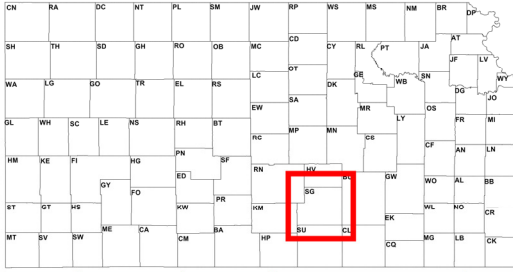 CN RA DC NT PL SM JW RP WS MS NM BR DP
CD AT
SH TH SD GH RO OB MC CY RL PT JA
JF LV
OT GE WB SN WY
LC
WA LG GO TR EL RS DK DG JO
SA
EW MR OS
GL WH SC LE NS RH BT LY FR MI
RC MP MN CS
CF AN LN
PN
HM KE FI HG SF
ED RN HV BU GW WO AL BB
GY FO SG
PR
ST GT HS KW KM WL NO
EK CR
ME CA SU CL
MT SV SW CM BA HP CQ MG LB CK